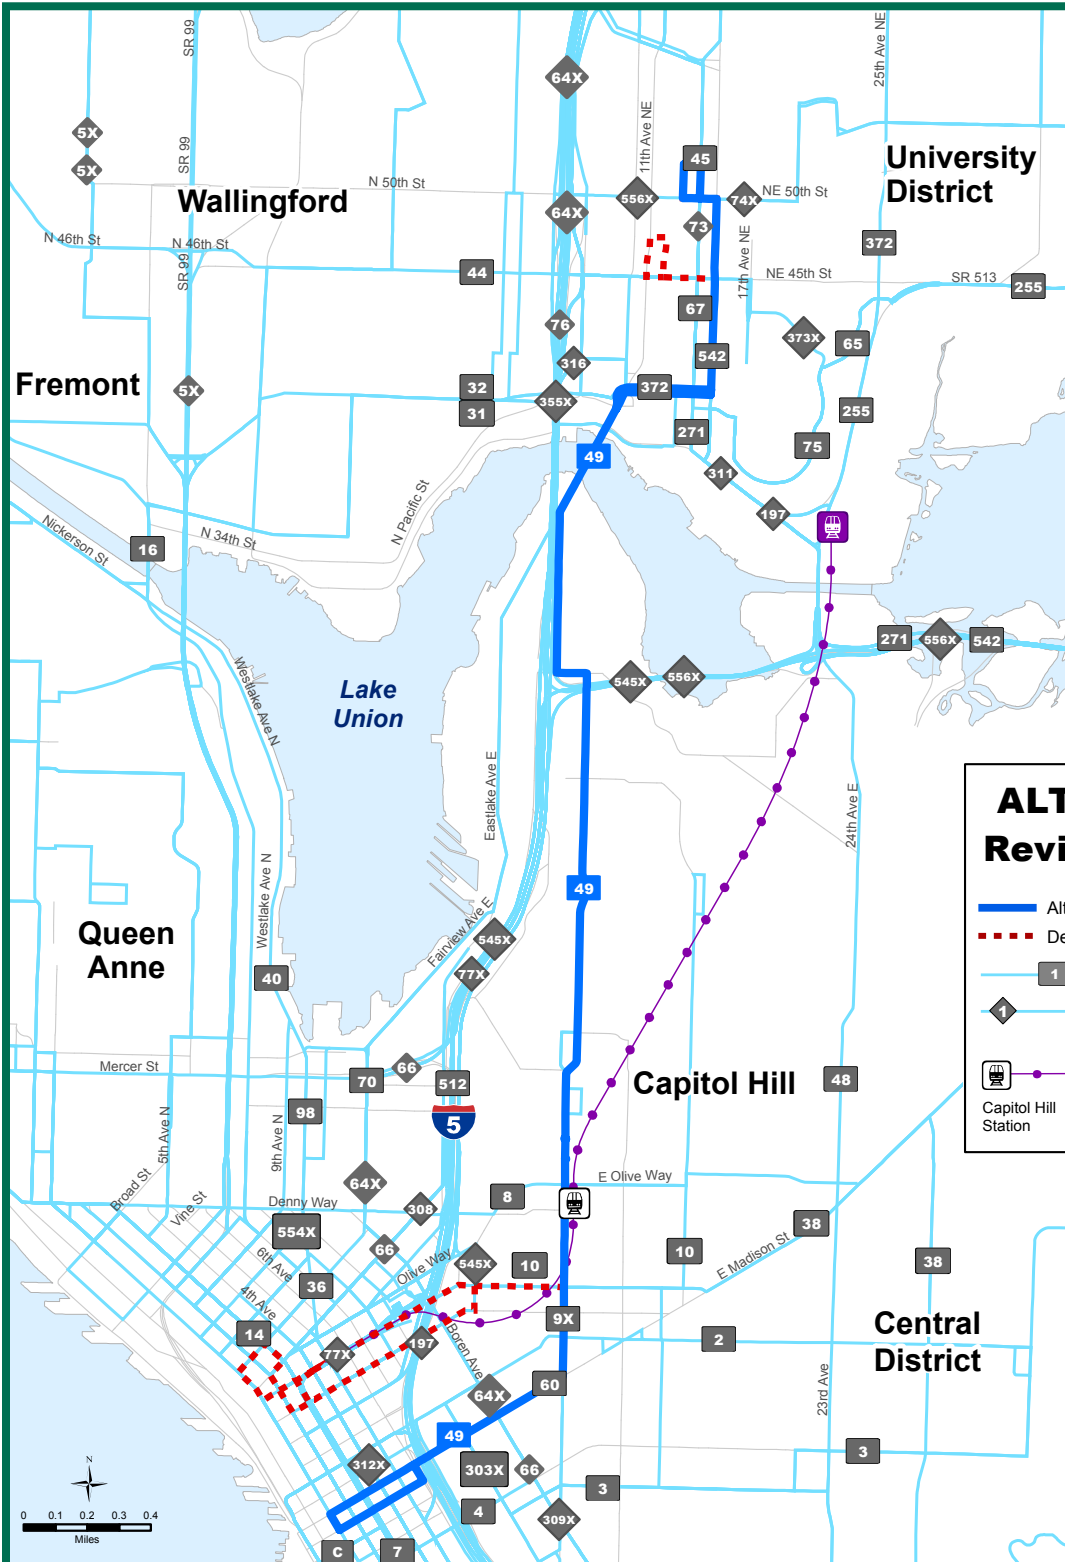 SR 99
25th Ave NE
64X
5X
11th Ave NE
SR 99
45
University
District
5X
N 50th St
556X
74X
NE 50th St
Wallingford
64X
73
N 46th St
N 46th St
372
17th Ave NE
SR 99
44
NE 45th St
SR 513
255
67
76
373X
65
542
316
Fremont
5X
32
372
355X
31
255
271
75
49
311
N Pacific St
197
Nickerson St
N 34th St
16
271
556X
542
Westlake Ave N
545X
556X
Lake
Union
Eastlake Ave E
24th Ave E
ALT
Revi
Westlake Ave N
49
Alt
Queen
Anne
Fairview Ave E
545X
De
40
77X
1
1
Mercer St
66
70
512
Capitol Hill
48
98
5
Capitol Hill
Station
5th Ave N
9th Ave N
Broad St
64X
E Olive Way
Vine St
Denny Way
308
8
554X
38
66
6th Ave
Olive Way
545X
10
10
E Madison St
38
36
4th Ave
14
9X
Central
District
77X
197
Boren Ave
2
60
64X
23rd Ave
49
N
312X
303X
66
3
3
4
309X
0 0.1 0.2 0.3 0.4
Miles
C
7